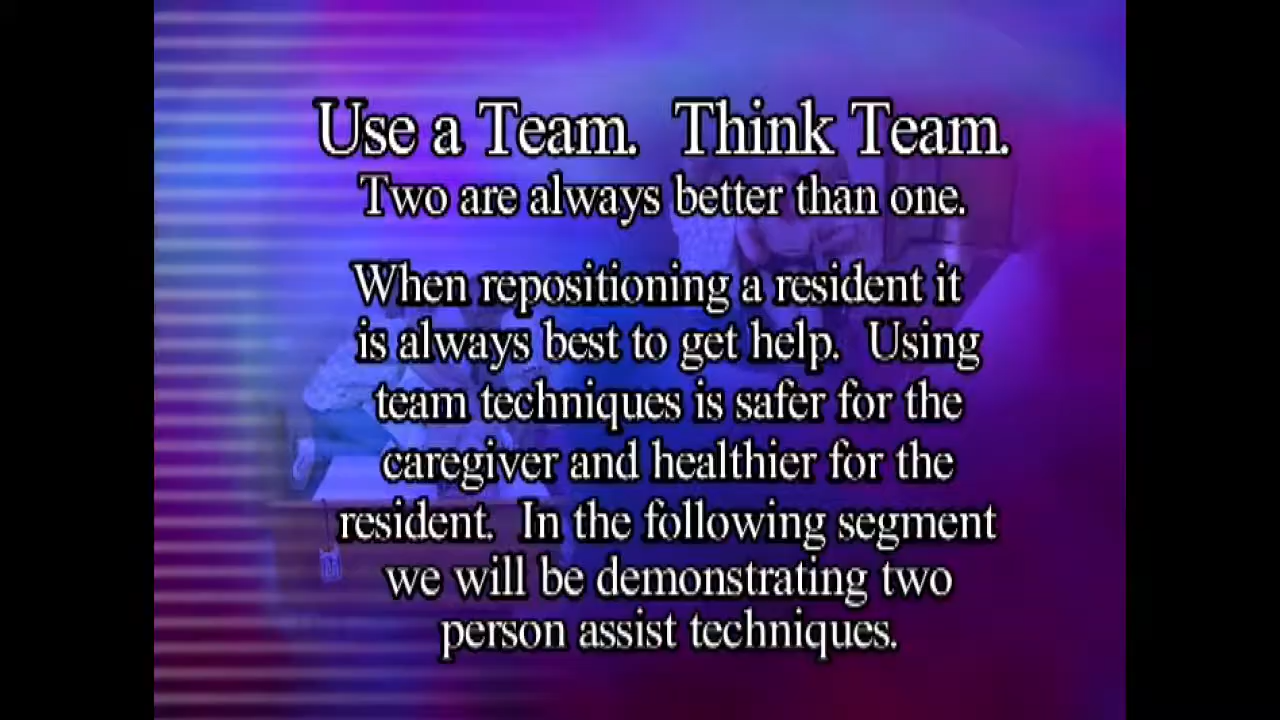 Use a Team.  Think Team.
Two are always better than one.
When repositioning a resident it
is always best to get help.  Using
team techniques is safer for the
caregiver and healthier for the
resident.  In the following segment
we will be demonstrating two
person assist techniques.